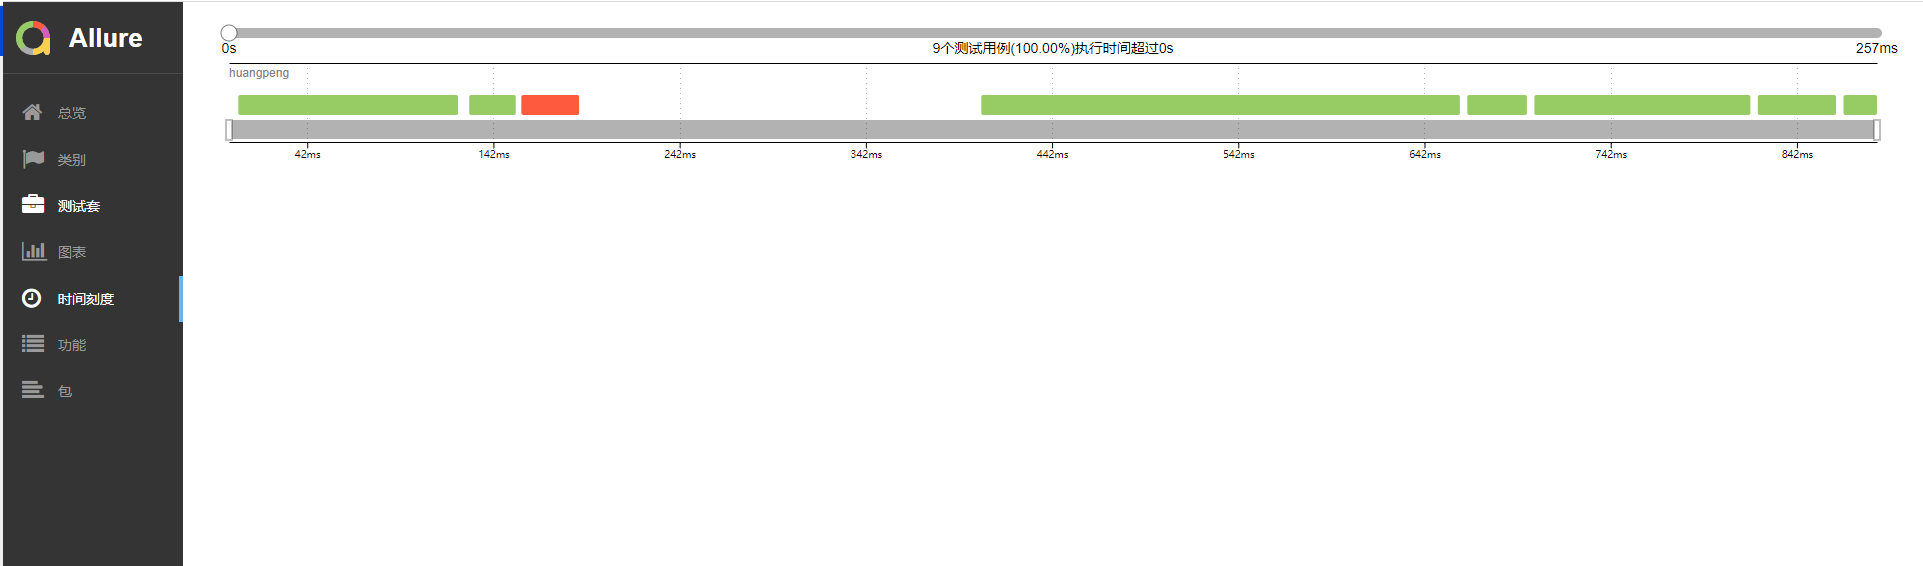 Allure
总览
类别
测试套
图表
时间刻度
功能
包
0s
9个测试用例(100.00%)执行时间超过0s
257ms
huangpeng
42ms 142ms 242ms 342ms 442ms 542ms 642ms 742ms 842ms